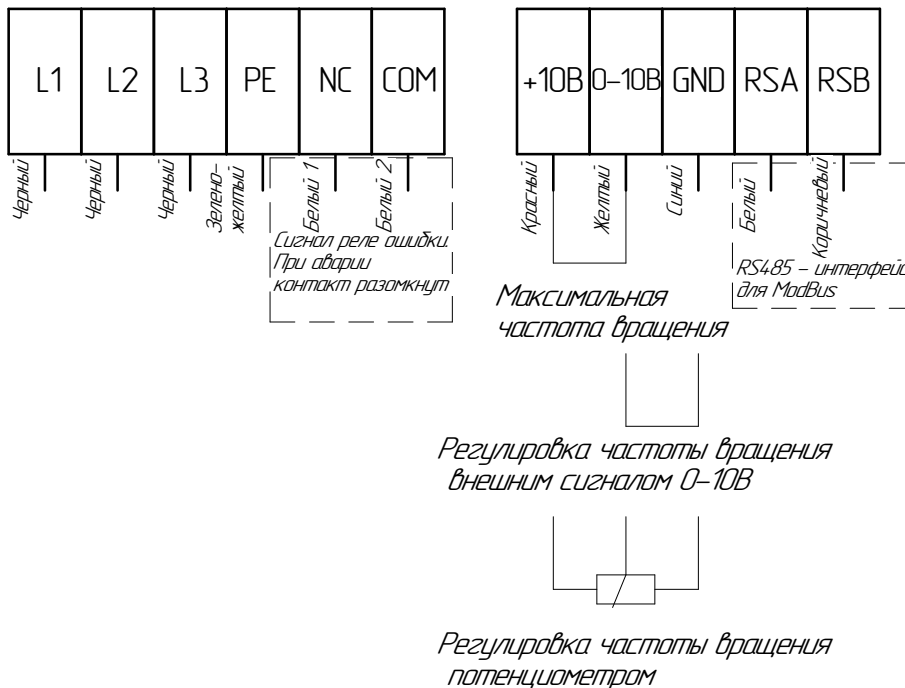 L1 L2 L3 PE NC COM
Черный Черный Черный Зелено- желтый Белый 1 Белый 2
Сигнал реле ошибки.
При аварии
контакт разомкнут
+10В 0-10В GND RSA RSB
Красный Желтый Синий Белый Коричневый
RS485 - интерфейс
для ModBus
Максимальная
частота вращения
Регулировка частоты вращения
внешним сигналом 0-10В
Регулировка частоты вращения
потенциометром